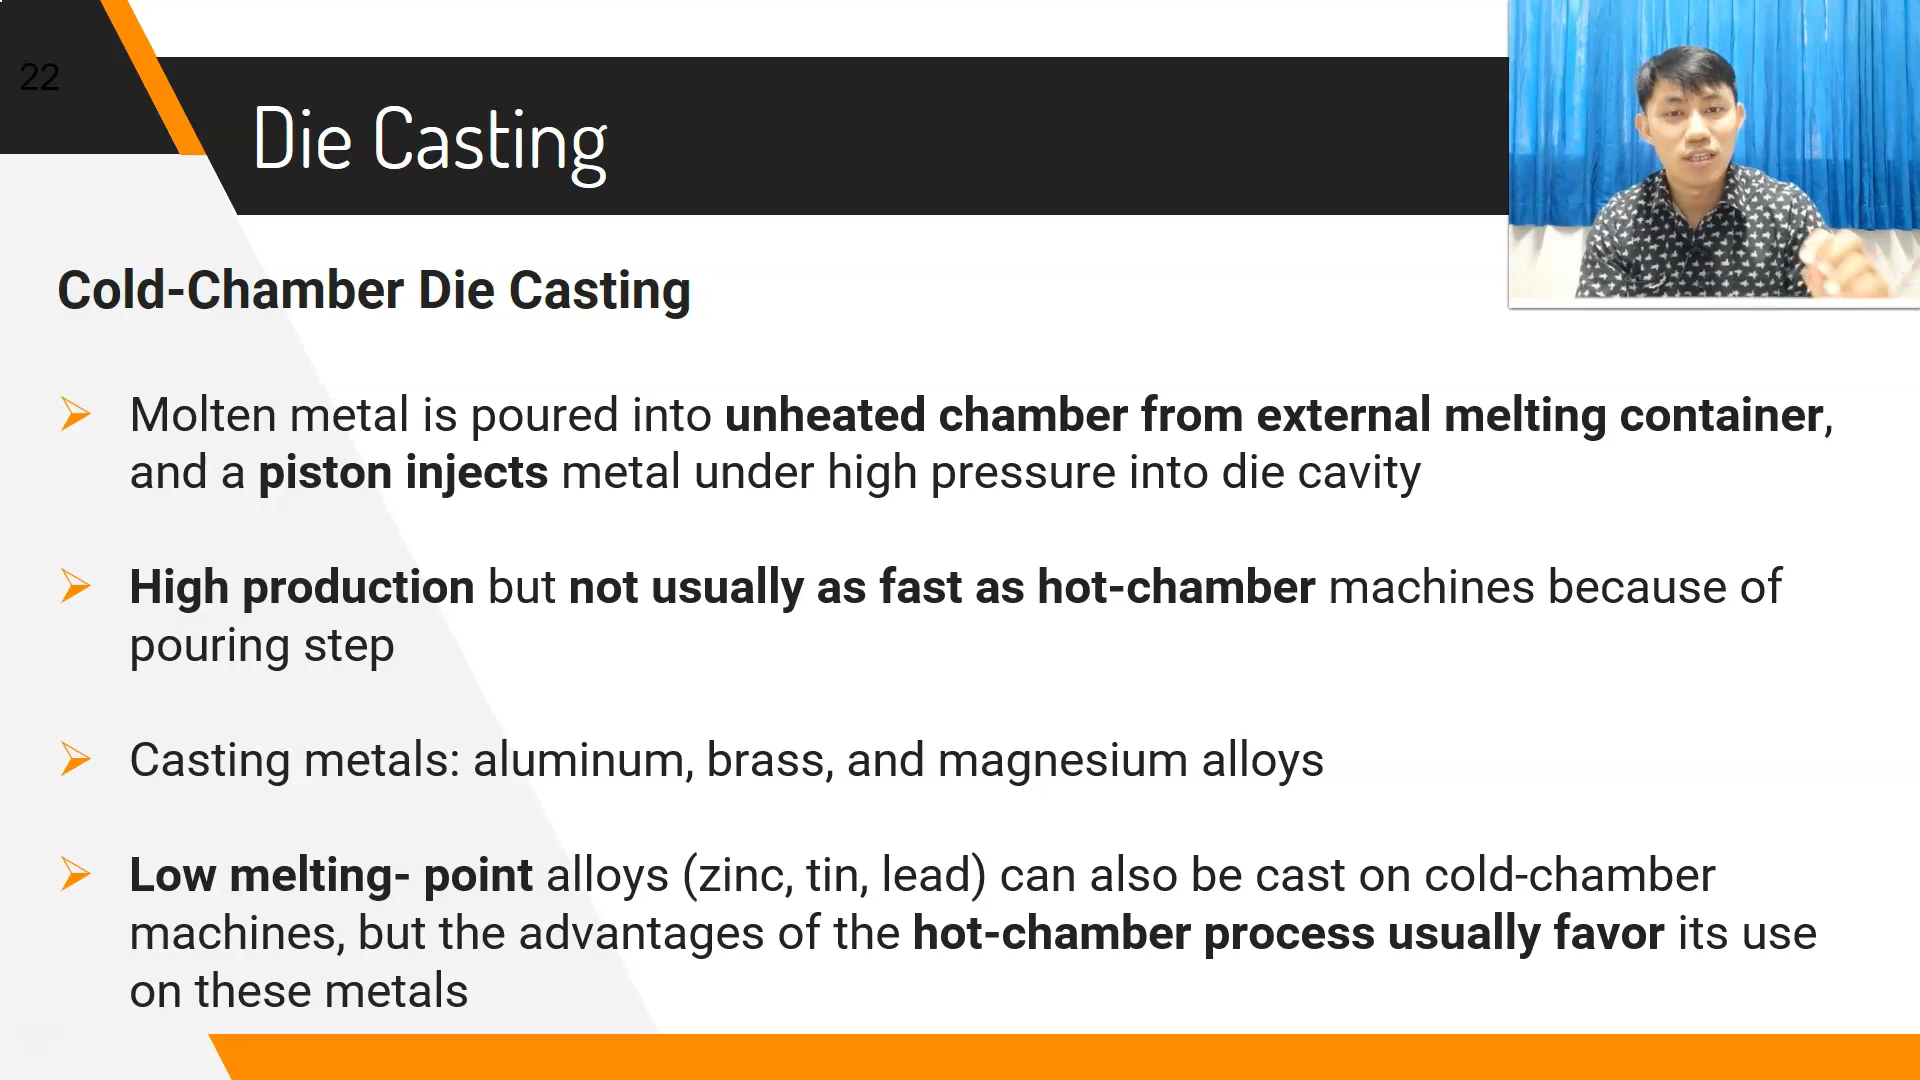 22
Die Casting
Cold-Chamber Die Casting
Molten metal is poured into unheated chamber from external melting container,
and a piston injects metal under high pressure into die cavity
High production but not usually as fast as hot-chamber machines because of
pouring step
Casting metals: aluminum, brass, and magnesium alloys
Low melting- point alloys (zinc, tin, lead) can also be cast on cold-chamber
machines, but the advantages of the hot-chamber process usually favor its use
on these metals